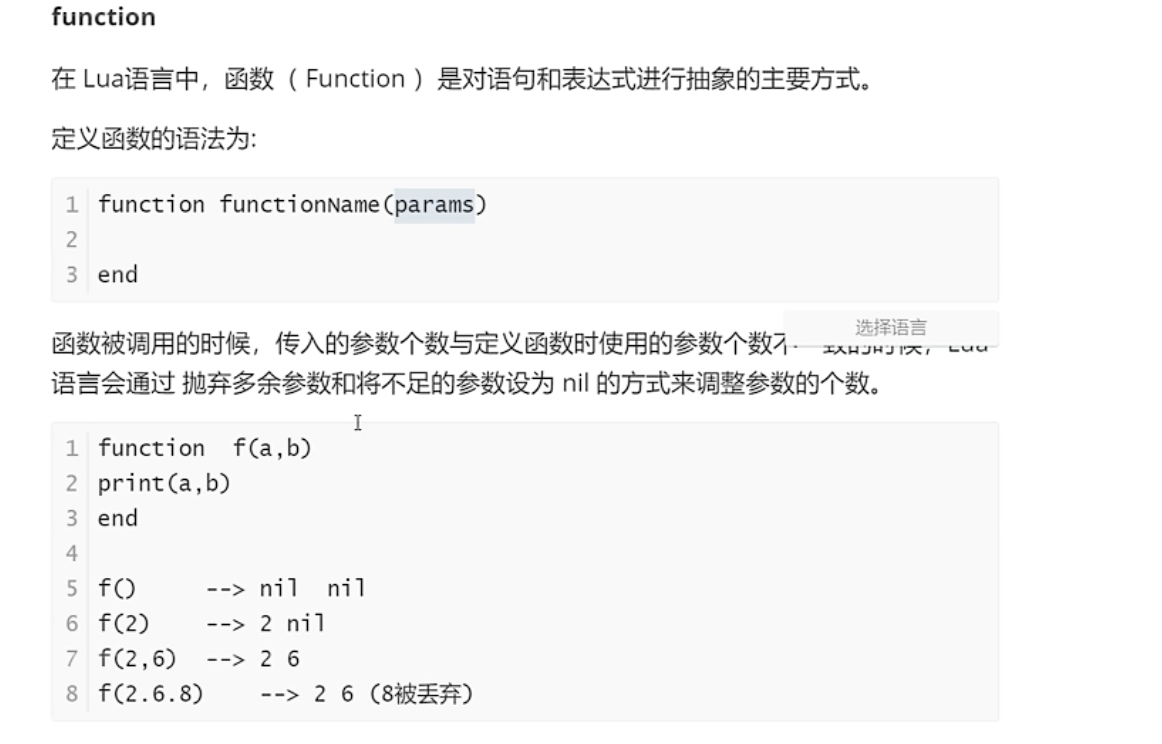 function
在 Lua语言中，函数（ Function ）是对语句和表达式进行抽象的主要方式。
定义函数的语法为:
1 function functionName(params)
2
3 end
选择语言
函数被调用的时候，传入的参数个数与定义函数时使用的参数个数不 致的时候，Lua
语言会通过 抛弃多余参数和将不足的参数设为 nil 的方式来调整参数的个数。
1 function  f(a,b)
2 print(a,b)
3 end
4
5 f()     --> nil  nil
6 f(2)    --> 2 nil
7 f(2,6)  --> 2 6
8 f(2.6.8)    --> 2 6 (8被丢弃)